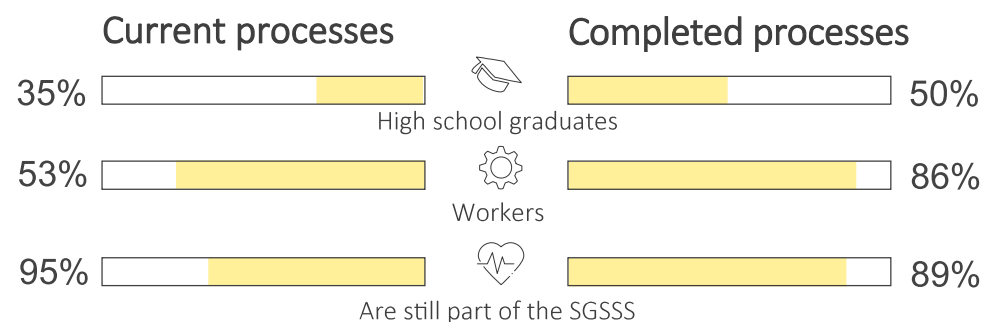 Current processes
Completed processes
35%
50%
High school graduates
53%
86%
Workers
95%
89%
Are still part of the SGSSS